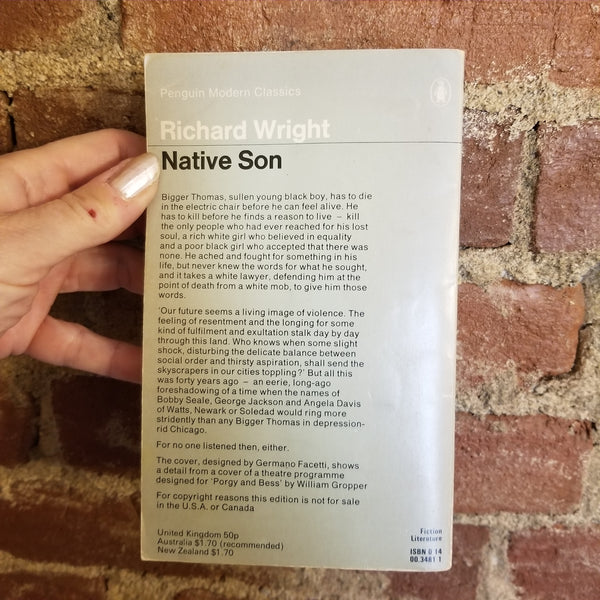 Penguin Modern Classics
Richard Wright
Native Son
Bigger Thomas, sullen young black boy, has to die
in the electric chair before he can feel alive. He
has to kill before he finds a reason to live – kill
the only people who had ever reached for his lost
soul, a rich white girl who believed in equality
and a poor black girl who accepted that there was
none. He ached and fought for something in his
life, but never knew the words for what he sought,
and it takes a white lawyer, defending him at the
point of death from a white mob, to give him those
words.
'Our future seems a living image of violence. The
feeling of resentment and the longing for some
kind of fulfilment and exultation stalk day by day
through this land. Who knows when some slight
shock, disturbing the delicate balance between
social order and thirsty aspiration, shall send the
skyscrapers in our cities toppling?' But all this
was forty years ago – an eerie, long-ago
foreshadowing of a time when the names of
Bobby Seale, George Jackson and Angela Davis
of Watts, Newark or Soledad would ring more
stridently than any Bigger Thomas in depression-
rid Chicago.
For no one listened then, either.
The cover, designed by Germano Facetti, shows
a detail from a cover of a theatre programme
designed for 'Porgy and Bess' by William Gropper
For copyright reasons this edition is not for sale
in the U.S.A. or Canada
United Kingdom 50p
Australia $1.70 (recommended)
New Zealand $1.70
Fiction
Literature
ISBN 0 14
00.3481 1